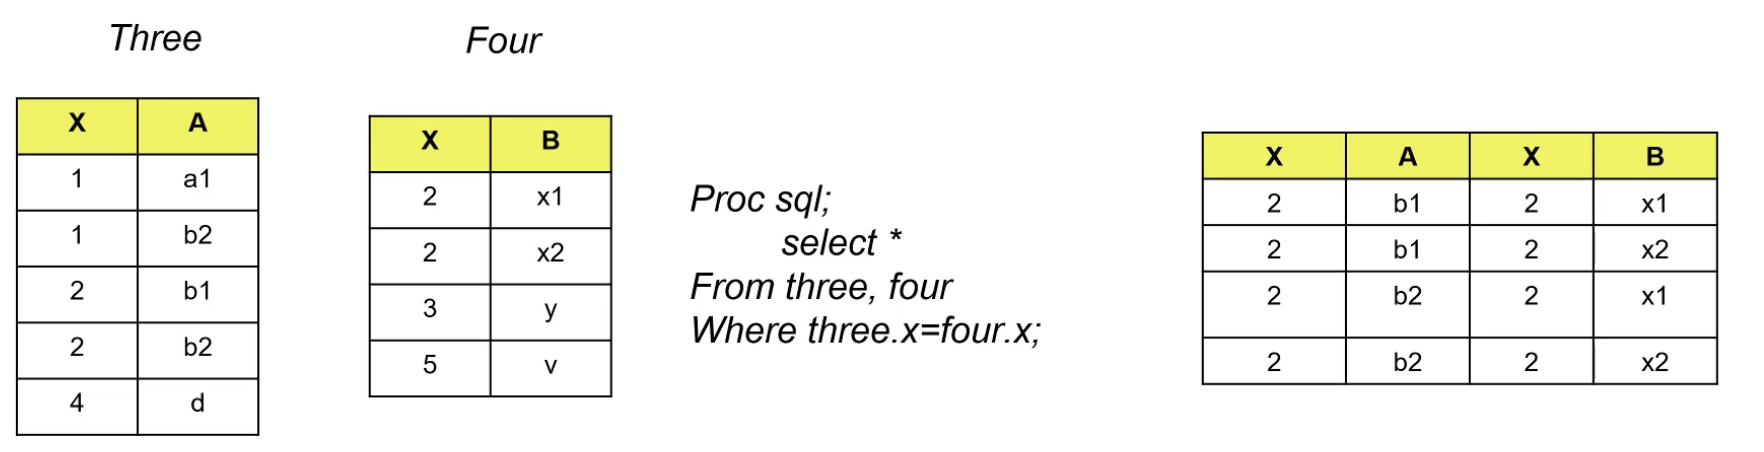 Three
X A
1 a1
1 b2
2 b1
2 b2
4 d
Four
X B
2 x1
2 x2
3 y
5 v
Proc sql;
select *
From three, four
Where three.x=four.x;
X A X B
2 b1 2 x1
2 b1 2 x2
2 b2 2 x1
2 b2 2 x2